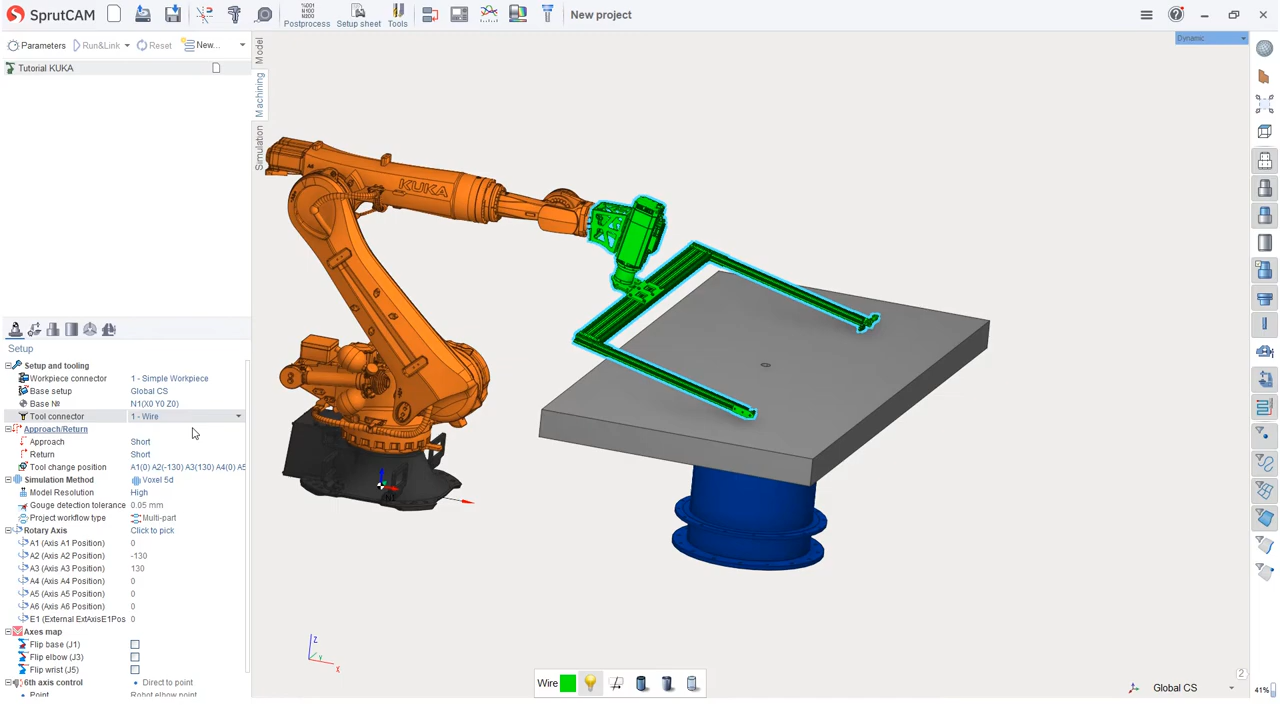 SprutCAM
%001
N100
G01
Postprocess
Setup sheet
Tools
New project
Parameters
Run&Link
Reset
New...
Dynamic
Tutorial KUKA
Model
Machining
Simulation
KUKA
Setup
Setup and tooling
Workpiece connector 1 - Simple Workpiece
Base setup Global CS
Base № N1(X0 Y0 Z0)
Tool connector 1 - Wire
Approach/Return
Approach Short
Return Short
Tool change position A1(0) A2(-130) A3(130) A4(0) A5
Simulation Method Voxel 5d
Model Resolution High
Gouge detection tolerance 0.05 mm
Project workflow type Multi-part
Rotary Axis Click to pick
A1 (Axis A1 Position) 0
A2 (Axis A2 Position) -130
A3 (Axis A3 Position) 130
A4 (Axis A4 Position) 0
A5 (Axis A5 Position) 0
A6 (Axis A6 Position) 0
E1 (External ExtAxisE1Pos 0
Axes map
Flip base (J1)
Flip elbow (J3)
Flip wrist (J5)
6th axis control Direct to point
Point Robot elbow point
N1
Z
Y
X
Wire
2
Global CS
41%